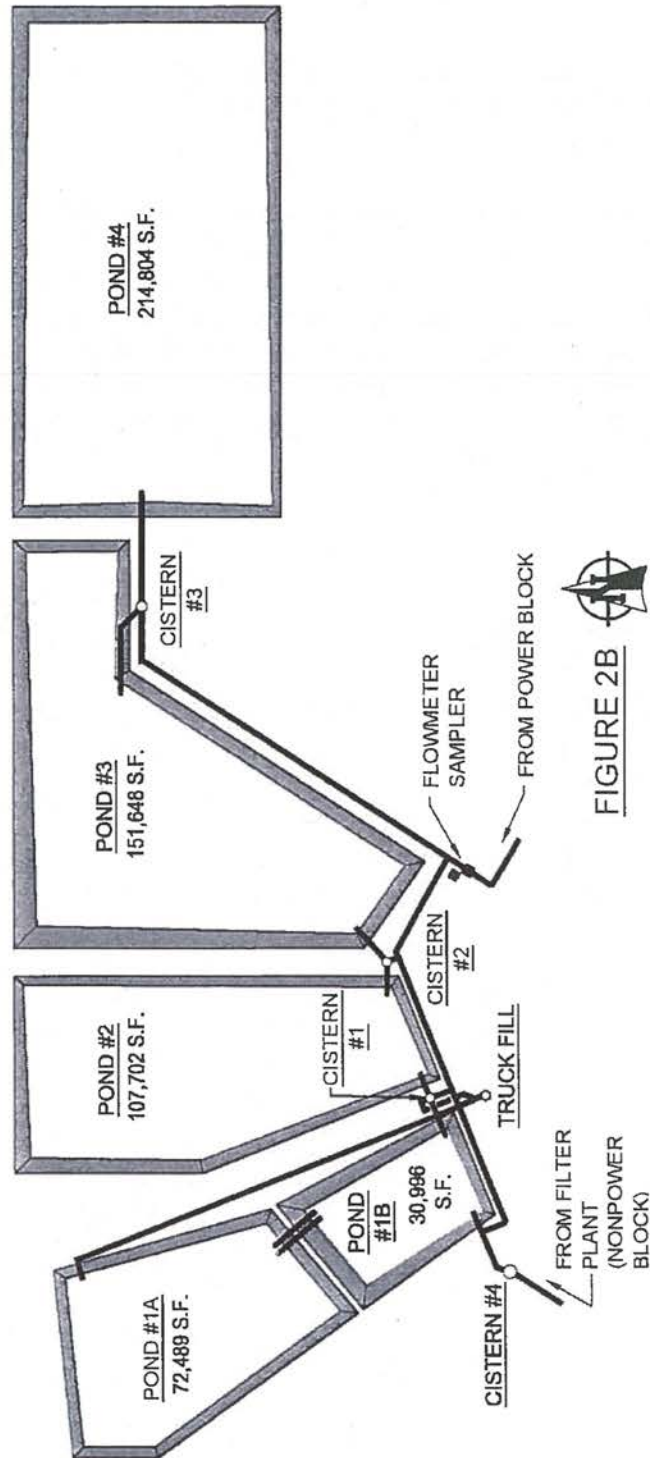 POND #4
214,804 S.F.
POND #3
151,648 S.F.
CISTERN
#3
POND #2
107,702 S.F.
CISTERN
#1
CISTERN
#2
FLOWMETER
SAMPLER
FROM POWER BLOCK
POND #1A
72,489 S.F.
POND
#1B
30,996
S.F.
TRUCK FILL
CISTERN #4
FROM FILTER
PLANT
(NONPOWER
BLOCK)
FIGURE 2B